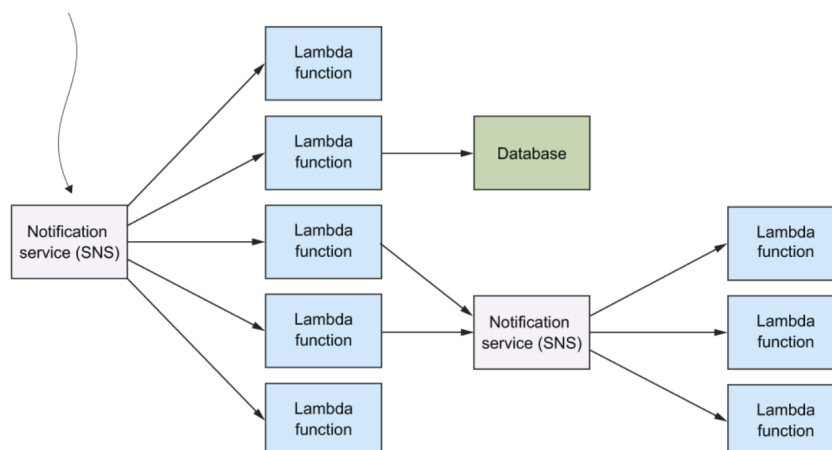 Lambda
function
Lambda
function
Database
Notification
service (SNS)
Lambda
function
Lambda
function
Lambda
function
Notification
service (SNS)
Lambda
function
Lambda
function
Lambda
function
Lambda
function